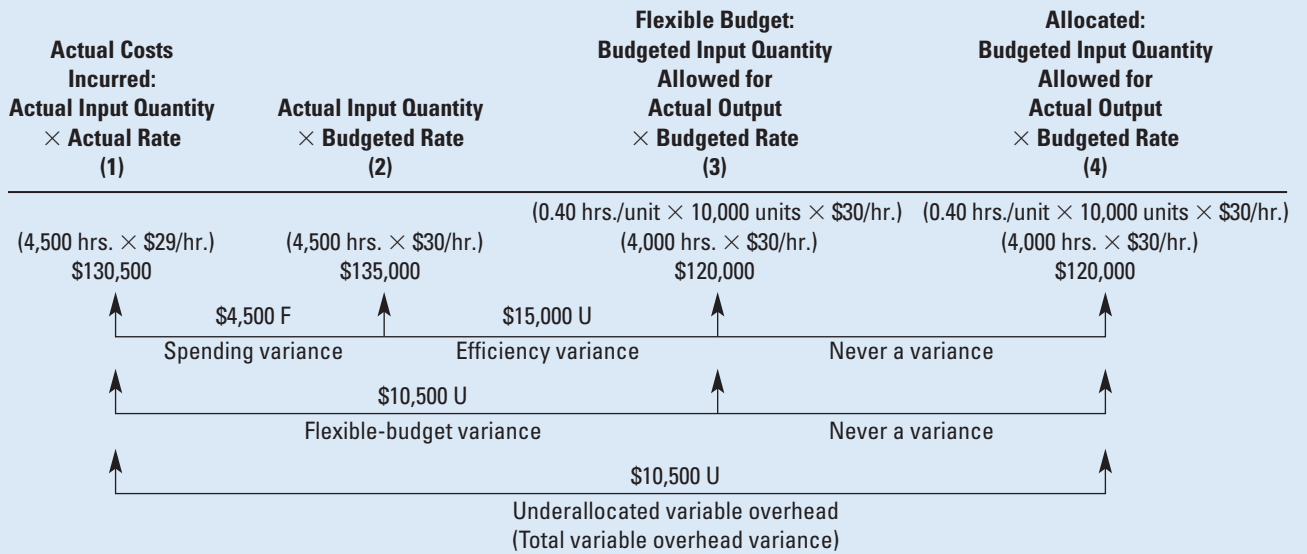 Actual Costs
Incurred:
Actual Input Quantity
× Actual Rate
(1)
Actual Input Quantity
× Budgeted Rate
(2)
Flexible Budget:
Budgeted Input Quantity
Allowed for
Actual Output
× Budgeted Rate
(3)
Allocated:
Budgeted Input Quantity
Allowed for
Actual Output
× Budgeted Rate
(4)
(4,500 hrs. × $29/hr.)
$130,500
(4,500 hrs. × $30/hr.)
$135,000
(0.40 hrs./unit × 10,000 units × $30/hr.)
(4,000 hrs. × $30/hr.)
$120,000
(0.40 hrs./unit × 10,000 units × $30/hr.)
(4,000 hrs. × $30/hr.)
$120,000
$4,500 F
Spending variance
$15,000 U
Efficiency variance
Never a variance
$10,500 U
Flexible-budget variance
Never a variance
$10,500 U
Underallocated variable overhead
(Total variable overhead variance)